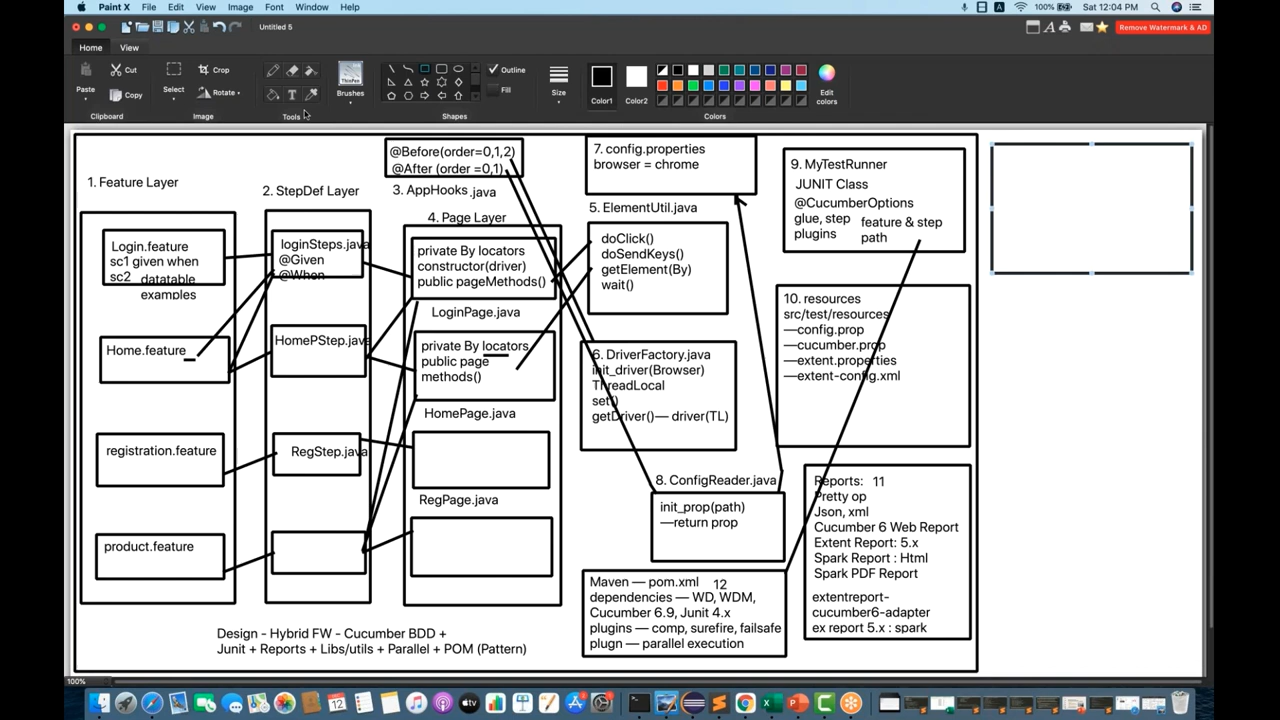 Paint X File Edit View Image Font Window Help
100% Sat 12:04 PM
Untitled 5
Remove Watermark & AD
Home View
Paste
Cut
Copy
Clipboard
Select
Crop
Rotate
Image
Tools
ThinPen
Brushes
Outline
Fill
Shapes
Size
Color1
Color2
Edit colors
Colors
1. Feature Layer
Login.feature
sc1 given when
sc2 datatable
examples
Home.feature
registration.feature
product.feature
2. StepDef Layer
loginSteps.java
@Given
@When
HomePStep.java
RegStep.java
@Before(order=0,1,2)
@After (order =0,1)
3. AppHooks.java
4. Page Layer
private By locators
constructor(driver)
public pageMethods()
LoginPage.java
private By locators
public page
methods()
HomePage.java
RegPage.java
7. config.properties
browser = chrome
5. ElementUtil.java
doClick()
doSendKeys()
getElement(By)
wait()
6. DriverFactory.java
init_driver(Browser)
ThreadLocal
set()
getDriver()— driver(TL)
8. ConfigReader.java
init_prop(path)
—return prop
Maven — pom.xml 12
dependencies — WD, WDM,
Cucumber 6.9, Junit 4.x
plugins — comp, surefire, failsafe
plugn — parallel execution
9. MyTestRunner
JUNIT Class
@CucumberOptions
glue, step feature & step
plugins path
10. resources
src/test/resources
—config.prop
—cucumber.prop
—extent.properties
—extent-config.xml
Reports: 11
Pretty op
Json, xml
Cucumber 6 Web Report
Extent Report: 5.x
Spark Report : Html
Spark PDF Report
extentreport-
cucumber6-adapter
ex report 5.x : spark
Design - Hybrid FW - Cucumber BDD +
Junit + Reports + Libs/utils + Parallel + POM (Pattern)
100%